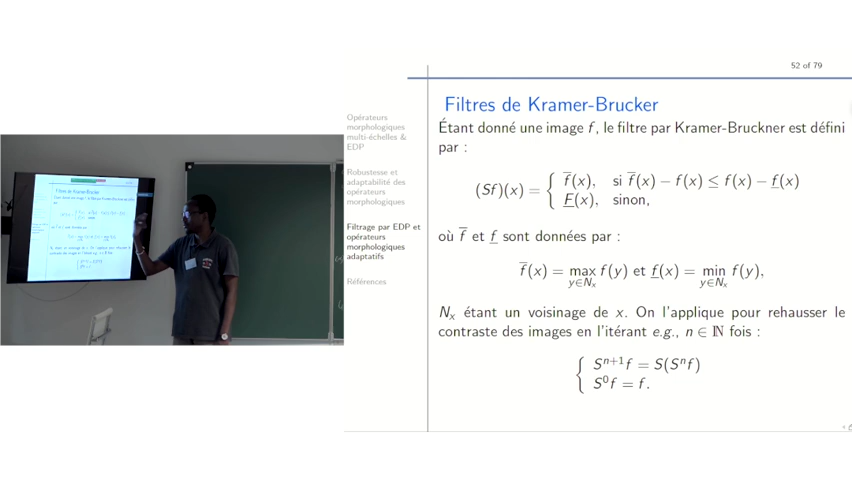 52 of 79
Opérateurs
morphologiques
multi-échelles &
EDP
Robustesse et
adaptabilité des
opérateurs
morphologiques
Filtrage par EDP et
opérateurs
morphologiques
adaptatifs
Références
Filtres de Kramer-Brucker
Étant donné une image f, le filtre par Kramer-Bruckner est défini
par :
(Sf)(x) = { f̅(x), si f̅(x) − f(x) ≤ f(x) − f̲(x)
F̲(x), sinon,
où f̅ et f̲ sont données par :
f̅(x) = max f(y) et f̲(x) = min f(y),
y∈Nₓ y∈Nₓ
Nₓ étant un voisinage de x. On l'applique pour rehausser le
contraste des images en l'itérant e.g., n ∈ ℕ fois :
{ Sⁿ⁺¹f = S(Sⁿf)
S⁰f = f.